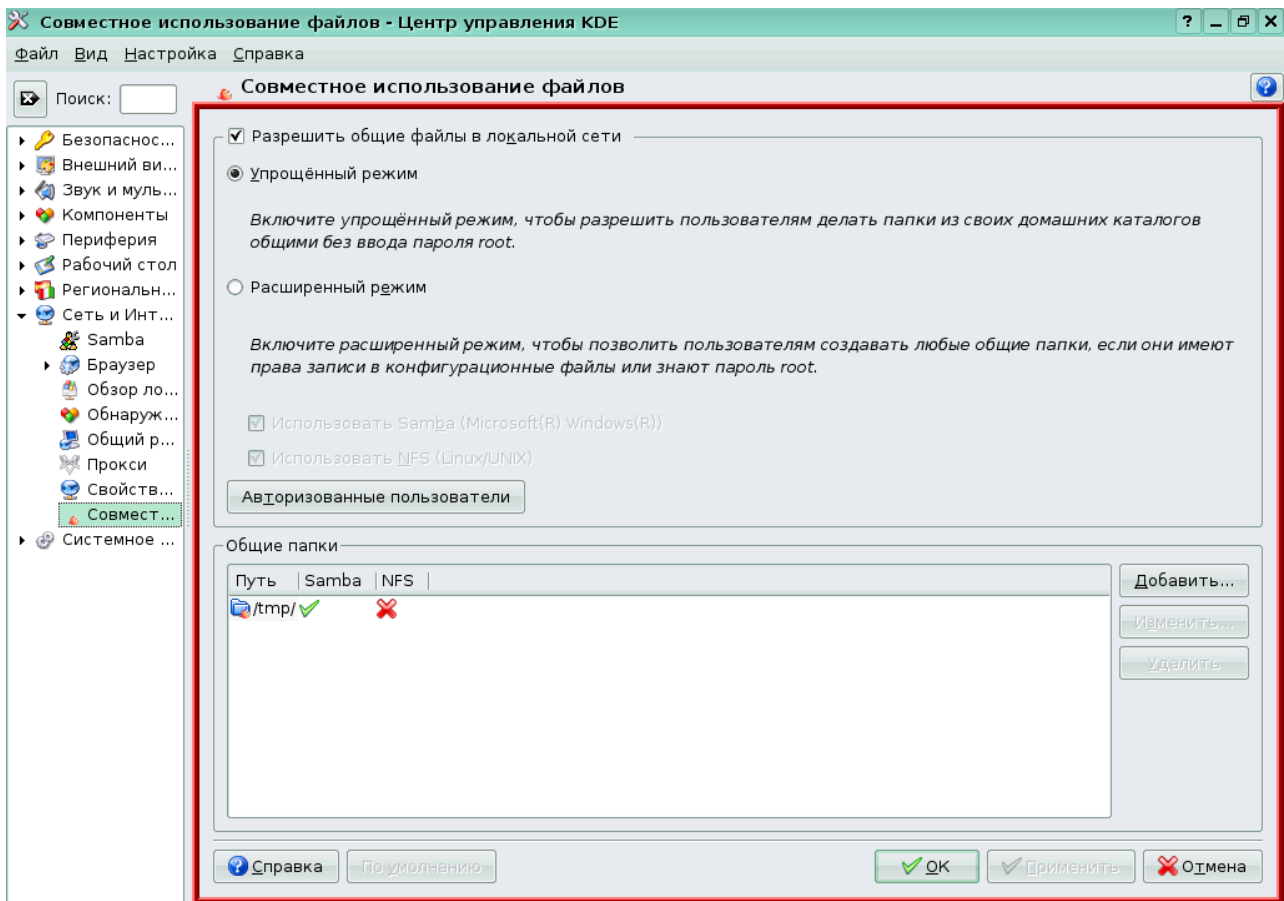 Совместное использование файлов - Центр управления KDE
Файл Вид Настройка Справка
Поиск:
Совместное использование файлов
Безопаснос...
Внешний ви...
Звук и муль...
Компоненты
Периферия
Рабочий стол
Региональн...
Сеть и Инт...
Samba
Браузер
Обзор ло...
Обнаруж...
Общий р...
Прокси
Свойств...
Совмест...
Системное ...
Разрешить общие файлы в локальной сети
Упрощённый режим
Включите упрощённый режим, чтобы разрешить пользователям делать папки из своих домашних каталогов
общими без ввода пароля root.
Расширенный режим
Включите расширенный режим, чтобы позволить пользователям создавать любые общие папки, если они имеют
права записи в конфигурационные файлы или знают пароль root.
Использовать Samba (Microsoft(R) Windows(R))
Использовать NFS (Linux/UNIX)
Авторизованные пользователи
Общие папки
Путь Samba NFS
/tmp/
Добавить...
Изменить...
Удалить
Справка По умолчанию OK Применить Отмена